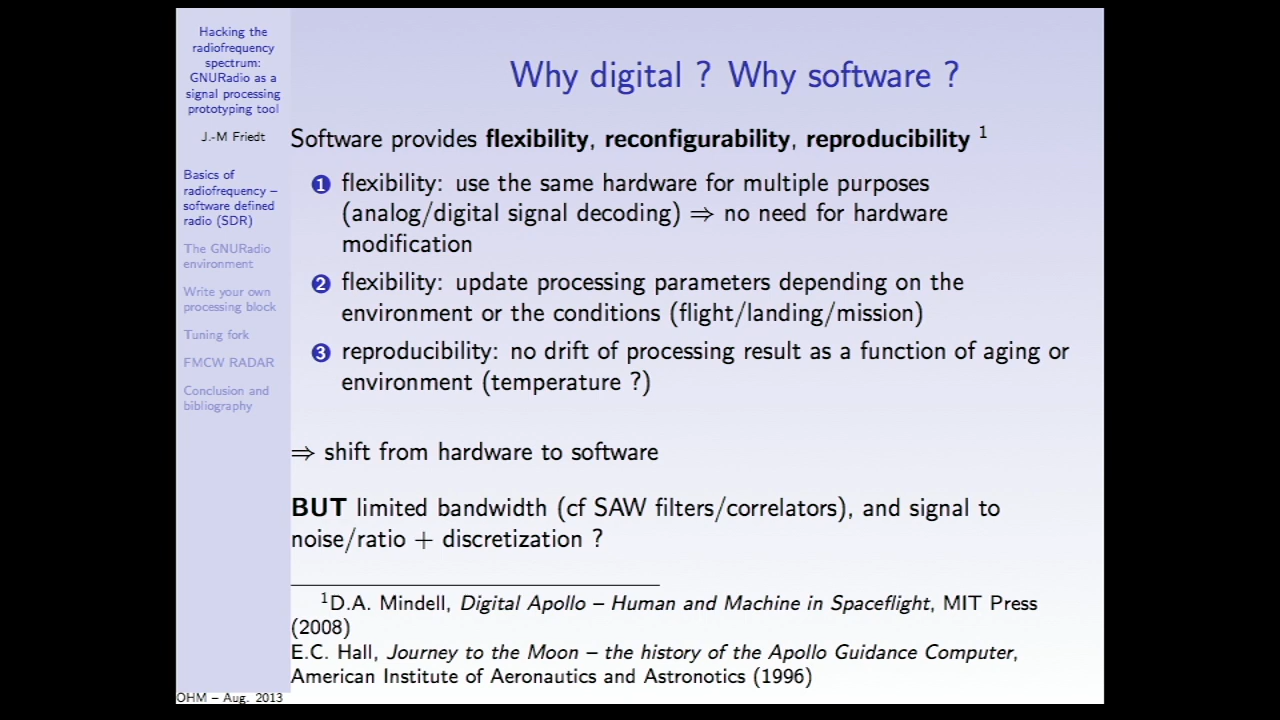 Hacking the
radiofrequency
spectrum:
GNURadio as a
signal processing
prototyping tool
J.-M Friedt
Basics of
radiofrequency –
software defined
radio (SDR)
The GNURadio
environment
Write your own
processing block
Tuning fork
FMCW RADAR
Conclusion and
bibliography
OHM – Aug. 2013
Why digital ? Why software ?
Software provides flexibility, reconfigurability, reproducibility 1
1 flexibility: use the same hardware for multiple purposes
(analog/digital signal decoding) ⇒ no need for hardware
modification
2 flexibility: update processing parameters depending on the
environment or the conditions (flight/landing/mission)
3 reproducibility: no drift of processing result as a function of aging or
environment (temperature ?)
⇒ shift from hardware to software
BUT limited bandwidth (cf SAW filters/correlators), and signal to
noise/ratio + discretization ?
1D.A. Mindell, Digital Apollo – Human and Machine in Spaceflight, MIT Press
(2008)
E.C. Hall, Journey to the Moon – the history of the Apollo Guidance Computer,
American Institute of Aeronautics and Astronotics (1996)